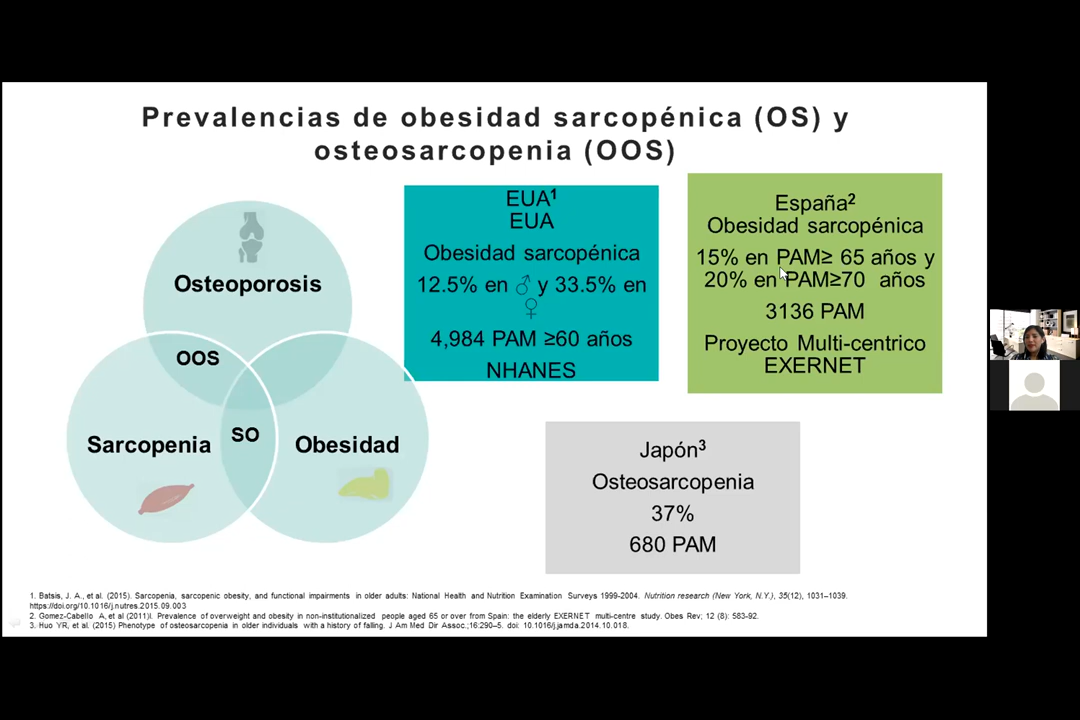 Prevalencias de obesidad sarcopénica (OS) y
osteosarcopenia (OOS)
Osteoporosis
OOS
Sarcopenia
SO
Obesidad
EUA¹
EUA
Obesidad sarcopénica
12.5% en ♂ y 33.5% en
♀
4,984 PAM ≥60 años
NHANES
España²
Obesidad sarcopénica
15% en PAM≥ 65 años y
20% en PAM≥70 años
3136 PAM
Proyecto Multi-centrico
EXERNET
Japón³
Osteosarcopenia
37%
680 PAM
1. Batsis, J. A., et al. (2015). Sarcopenia, sarcopenic obesity, and functional impairments in older adults: National Health and Nutrition Examination Surveys 1999-2004. Nutrition research (New York, N.Y.), 35(12), 1031–1039.
https://doi.org/10.1016/j.nutres.2015.09.003
2. Gomez-Cabello A, et al (2011)l. Prevalence of overweight and obesity in non-institutionalized people aged 65 or over from Spain: the elderly EXERNET multi-centre study. Obes Rev; 12 (8): 583-92.
3. Huo YR, et al. (2015) Phenotype of osteosarcopenia in older individuals with a history of falling. J Am Med Dir Assoc.;16:290–5. doi: 10.1016/j.jamda.2014.10.018.